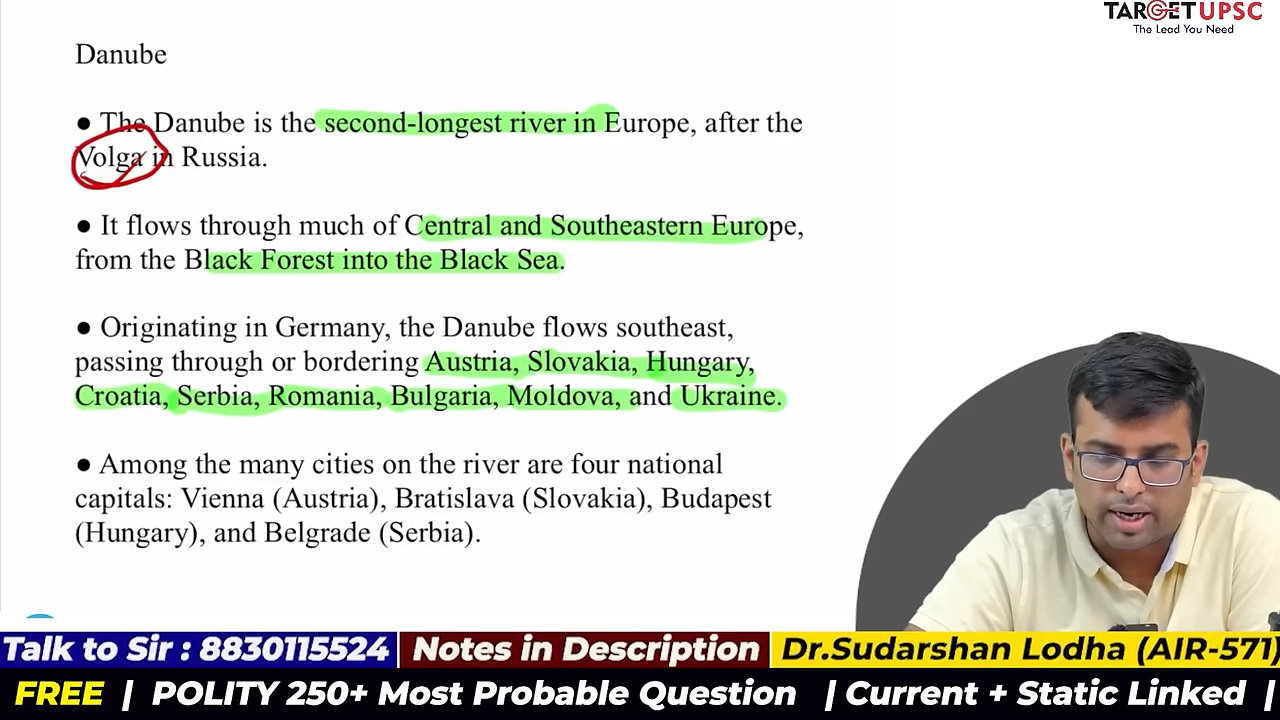 TARGETUPSC
The Lead You Need
Danube
● The Danube is the second-longest river in Europe, after the
Volga in Russia.
● It flows through much of Central and Southeastern Europe,
from the Black Forest into the Black Sea.
● Originating in Germany, the Danube flows southeast,
passing through or bordering Austria, Slovakia, Hungary,
Croatia, Serbia, Romania, Bulgaria, Moldova, and Ukraine.
● Among the many cities on the river are four national
capitals: Vienna (Austria), Bratislava (Slovakia), Budapest
(Hungary), and Belgrade (Serbia).
Talk to Sir : 8830115524 Notes in Description Dr.Sudarshan Lodha (AIR-571)
FREE | POLITY 250+ Most Probable Question | Current + Static Linked |